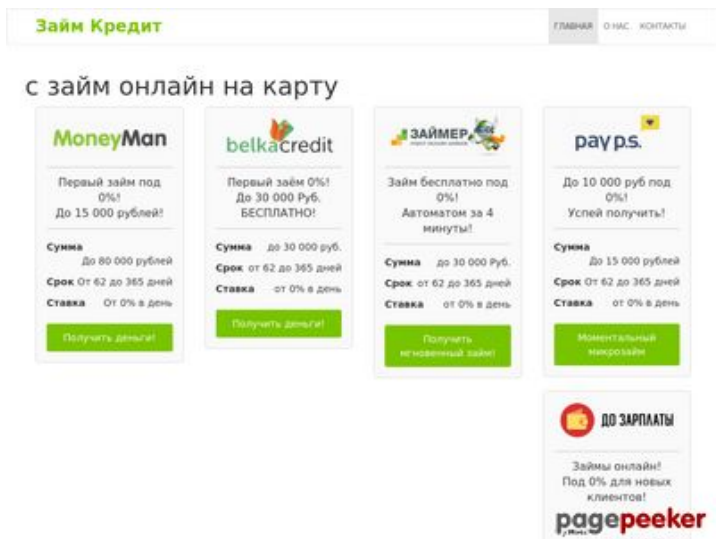 Займ Кредит
ГЛАВНАЯ О НАС. КОНТАКТЫ
с займ онлайн на карту
MoneyMan
Первый займ под
0%!
До 15 000 рублей!
Сумма
До 80 000 рублей
Срок От 62 до 365 дней
Ставка От 0% в день
Получить деньги!
belkacredit
Первый заём 0%!
До 30 000 Руб.
БЕСПЛАТНО!
Сумма до 30 000 руб.
Срок от 62 до 365 дней
Ставка от 0% в день
Получить деньги!
ЗАЙМЕР
Займ бесплатно под
0%!
Автоматом за 4
минуты!
Сумма до 30 000 Руб.
Срок от 62 до 365 дней
Ставка от 0% в день
Получить
мгновенный займ!
pay p.s.
До 10 000 руб под
0%!
Успей получить!
Сумма
До 15 000 рублей
Срок От 62 до 365 дней
Ставка от 0% в день
Моментальный
микрозайм
ДО ЗАРПЛАТЫ
Займы онлайн!
Под 0% для новых
клиентов!
pagepeeker